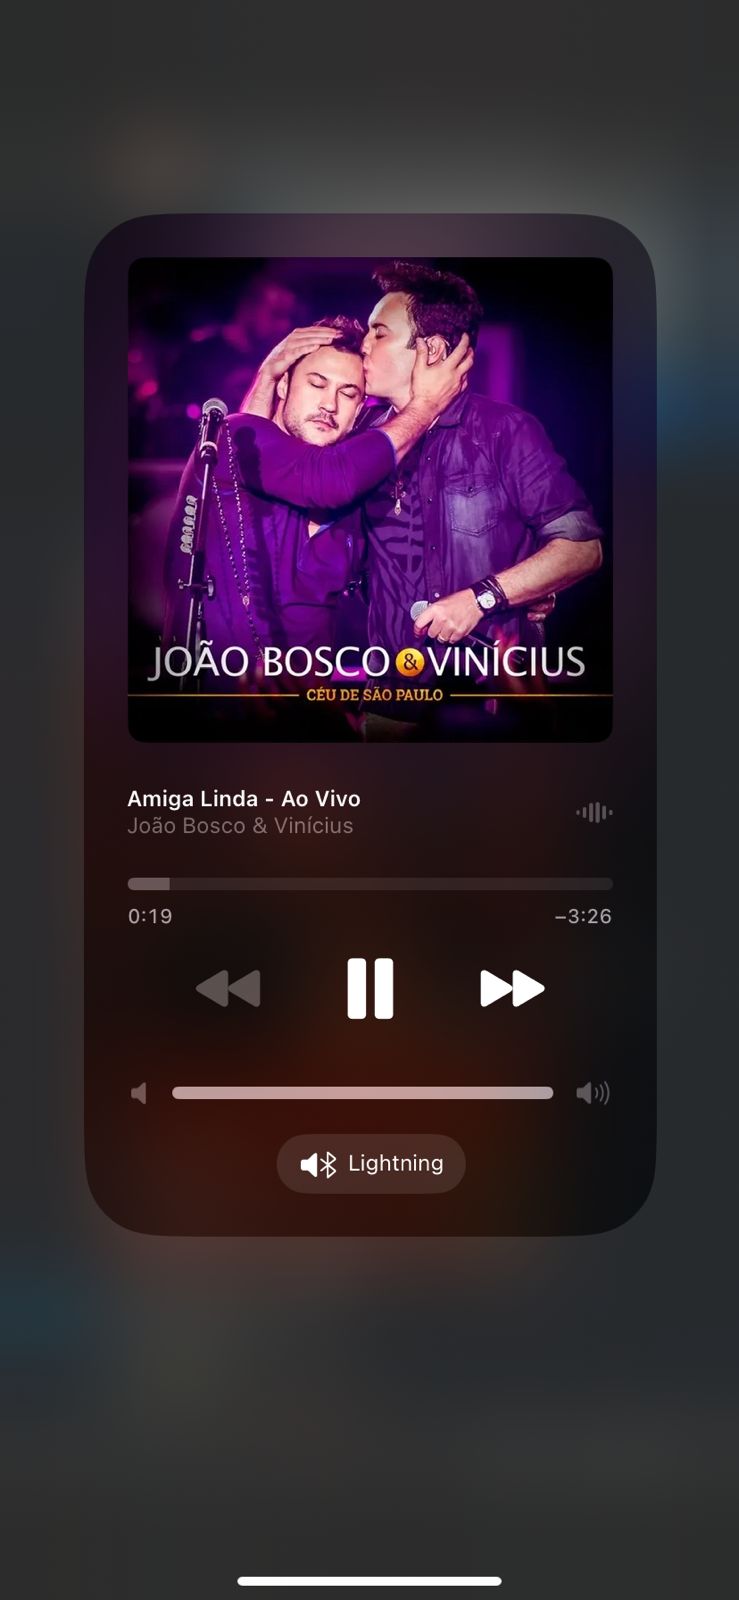 JOÃO BOSCO & VINÍCIUS
CÉU DE SÃO PAULO
Amiga Linda - Ao Vivo
João Bosco & Vinícius
0:19
–3:26
Lightning